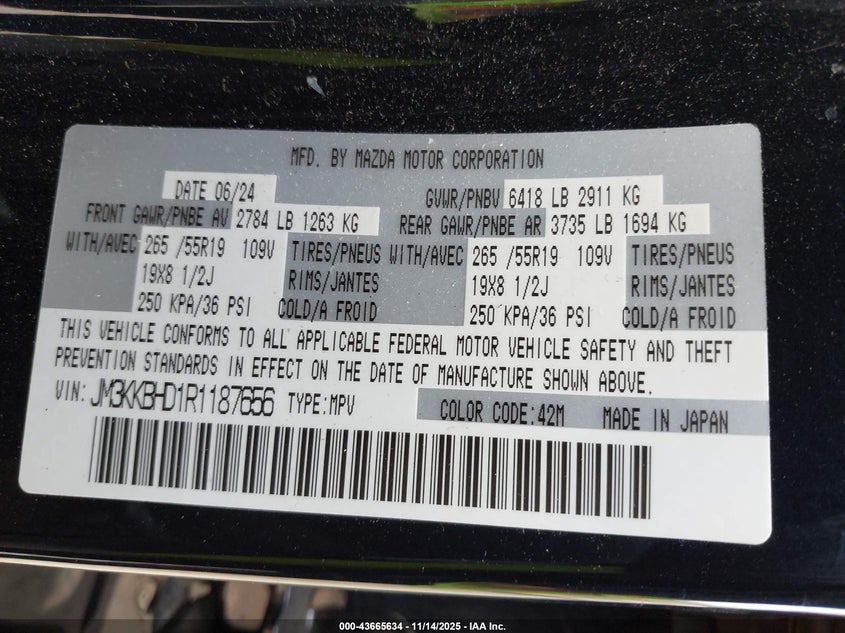 MFD. BY MAZDA MOTOR CORPORATION
DATE 06/24 GVWR/PNBV 6418 LB 2911 KG
FRONT GAWR/PNBE AV 2784 LB 1263 KG REAR GAWR/PNBE AR 3735 LB 1694 KG
WITH/AVEC 265 /55R19 109V TIRES/PNEUS WITH/AVEC 265 /55R19 109V TIRES/PNEUS
19X8 1/2J RIMS/JANTES 19X8 1/2J RIMS/JANTES
250 KPA/36 PSI COLD/A FROID 250 KPA/36 PSI COLD/A FROID
THIS VEHICLE CONFORMS TO ALL APPLICABLE FEDERAL MOTOR VEHICLE SAFETY AND THEFT
PREVENTION STANDARDS IN EFFECT ON THE DATE OF MANUFACTURE SHOWN ABOVE.
VIN: JM3KKBHD1R1187656 TYPE:MPV COLOR CODE:42M MADE IN JAPAN
000-43665634 - 11/14/2025 - IAA Inc.